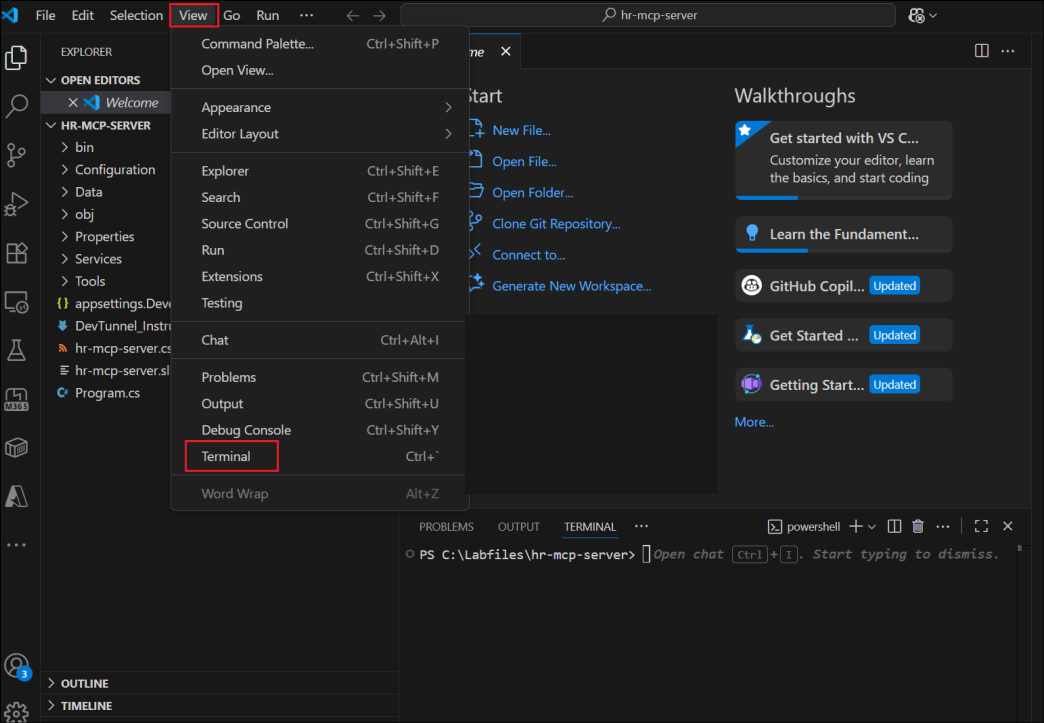 File Edit Selection View Go Run ··· hr-mcp-server
EXPLORER
OPEN EDITORS
Welcome
HR-MCP-SERVER
bin
Configuration
Data
obj
Properties
Services
Tools
{} appsettings.Deve
DevTunnel_Instru
hr-mcp-server.cs
hr-mcp-server.sl
Program.cs
OUTLINE
TIMELINE
M365
3
Command Palette... Ctrl+Shift+P
Open View...
Appearance
Editor Layout
Explorer Ctrl+Shift+E
Search Ctrl+Shift+F
Source Control Ctrl+Shift+G
Run Ctrl+Shift+D
Extensions Ctrl+Shift+X
Testing
Chat Ctrl+Alt+I
Problems Ctrl+Shift+M
Output Ctrl+Shift+U
Debug Console Ctrl+Shift+Y
Terminal Ctrl+`
Word Wrap Alt+Z
me
Start
New File...
Open File...
Open Folder...
Clone Git Repository...
Connect to...
Generate New Workspace...
Walkthroughs
Get started with VS C...
Customize your editor, learn
the basics, and start coding
Learn the Fundament...
GitHub Copil... Updated
Get Started ... Updated
Getting Start... Updated
More...
PROBLEMS OUTPUT TERMINAL ··· powershell ···
PS C:\Labfiles\hr-mcp-server> Open chat Ctrl+I. Start typing to dismiss.